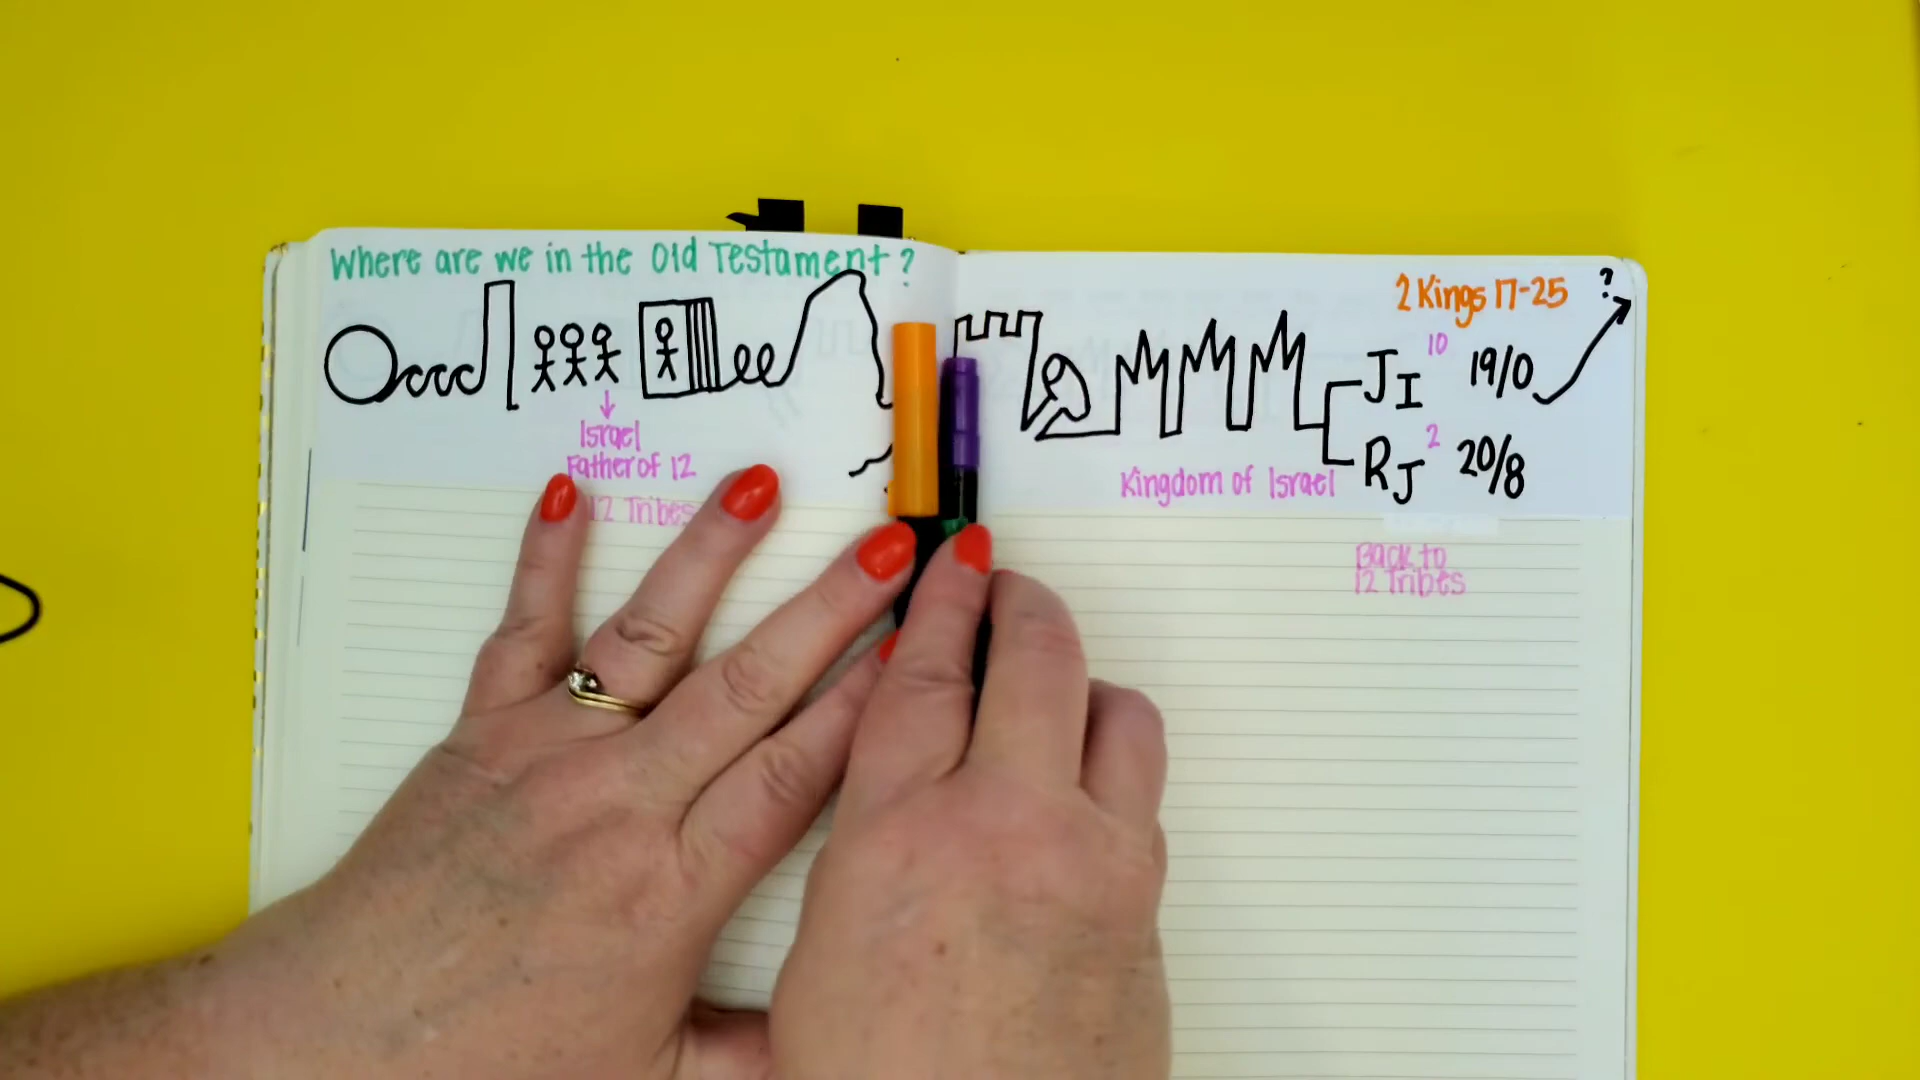 Where are we in the Old Testament?
Israel
Father of 12
12 Tribes
2 Kings 17-25
?
JI 10 19/0
RJ 2 20/8
Kingdom of Israel
Back to
12 Tribes